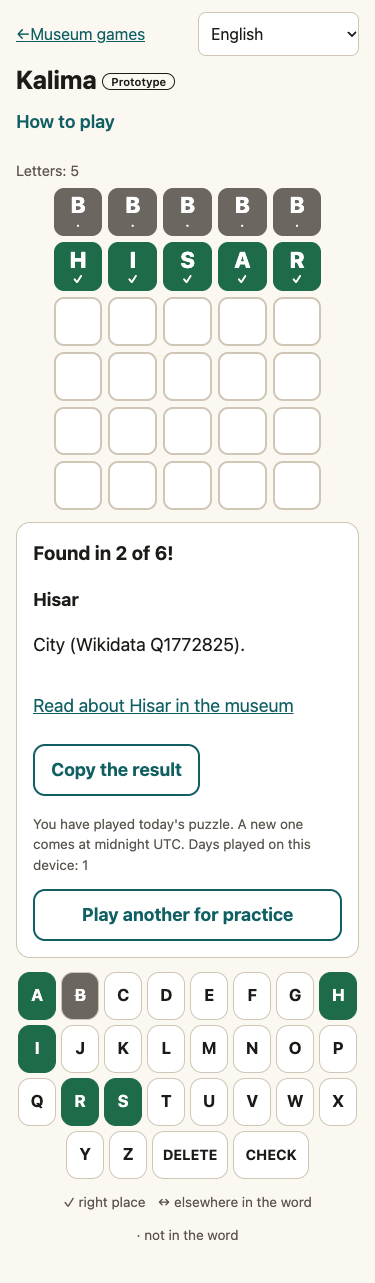 ←Museum games
English
Kalima Prototype
How to play
Letters: 5
B B B B B
· · · · ·
H I S A R
✓ ✓ ✓ ✓ ✓
Found in 2 of 6!
Hisar
City (Wikidata Q1772825).
Read about Hisar in the museum
Copy the result
You have played today's puzzle. A new one
comes at midnight UTC. Days played on this
device: 1
Play another for practice
A B C D E F G H
I J K L M N O P
Q R S T U V W X
Y Z DELETE CHECK
✓ right place ↔ elsewhere in the word
· not in the word